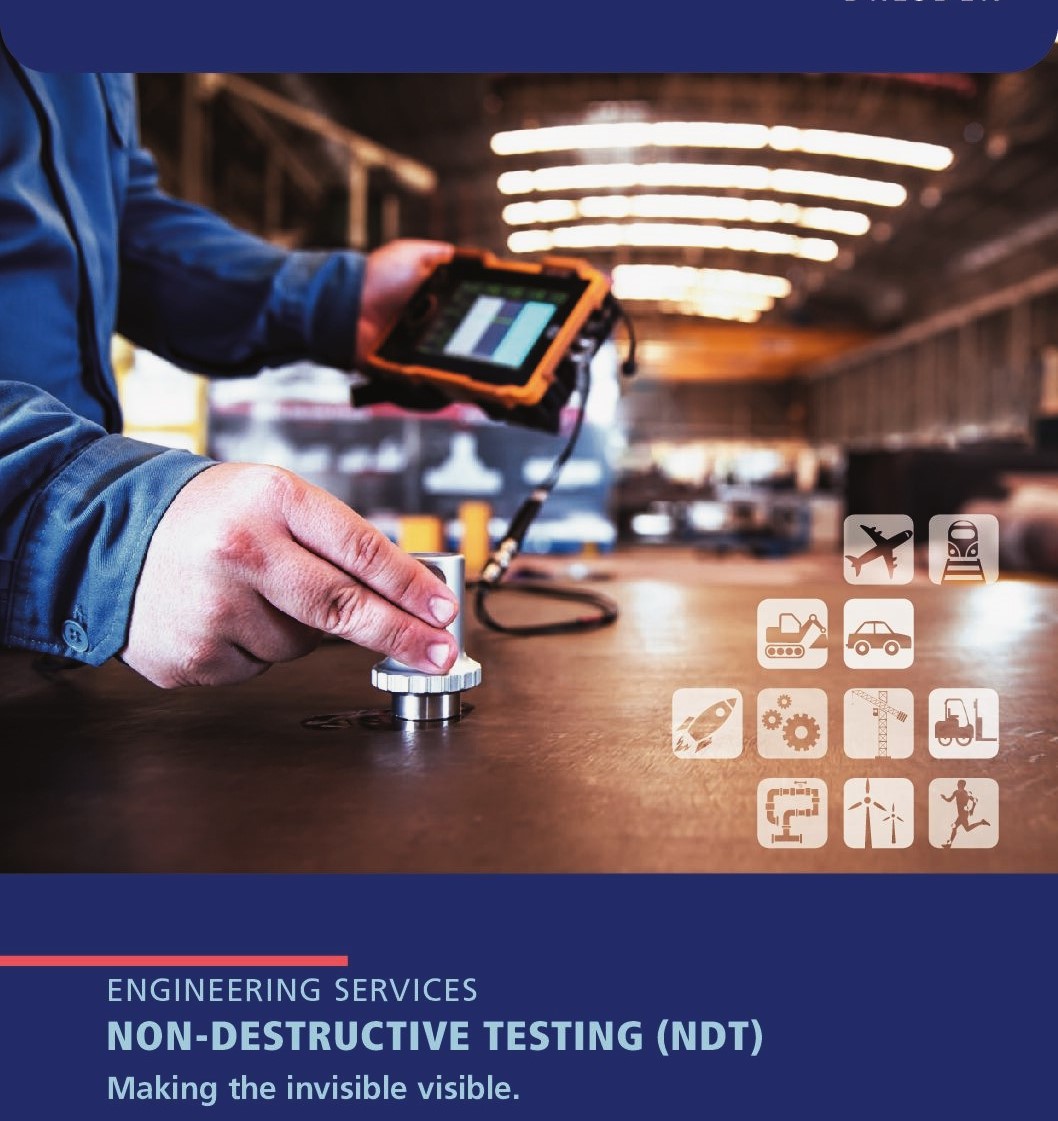 ENGINEERING SERVICES
NON-DESTRUCTIVE TESTING (NDT)
Making the invisible visible.